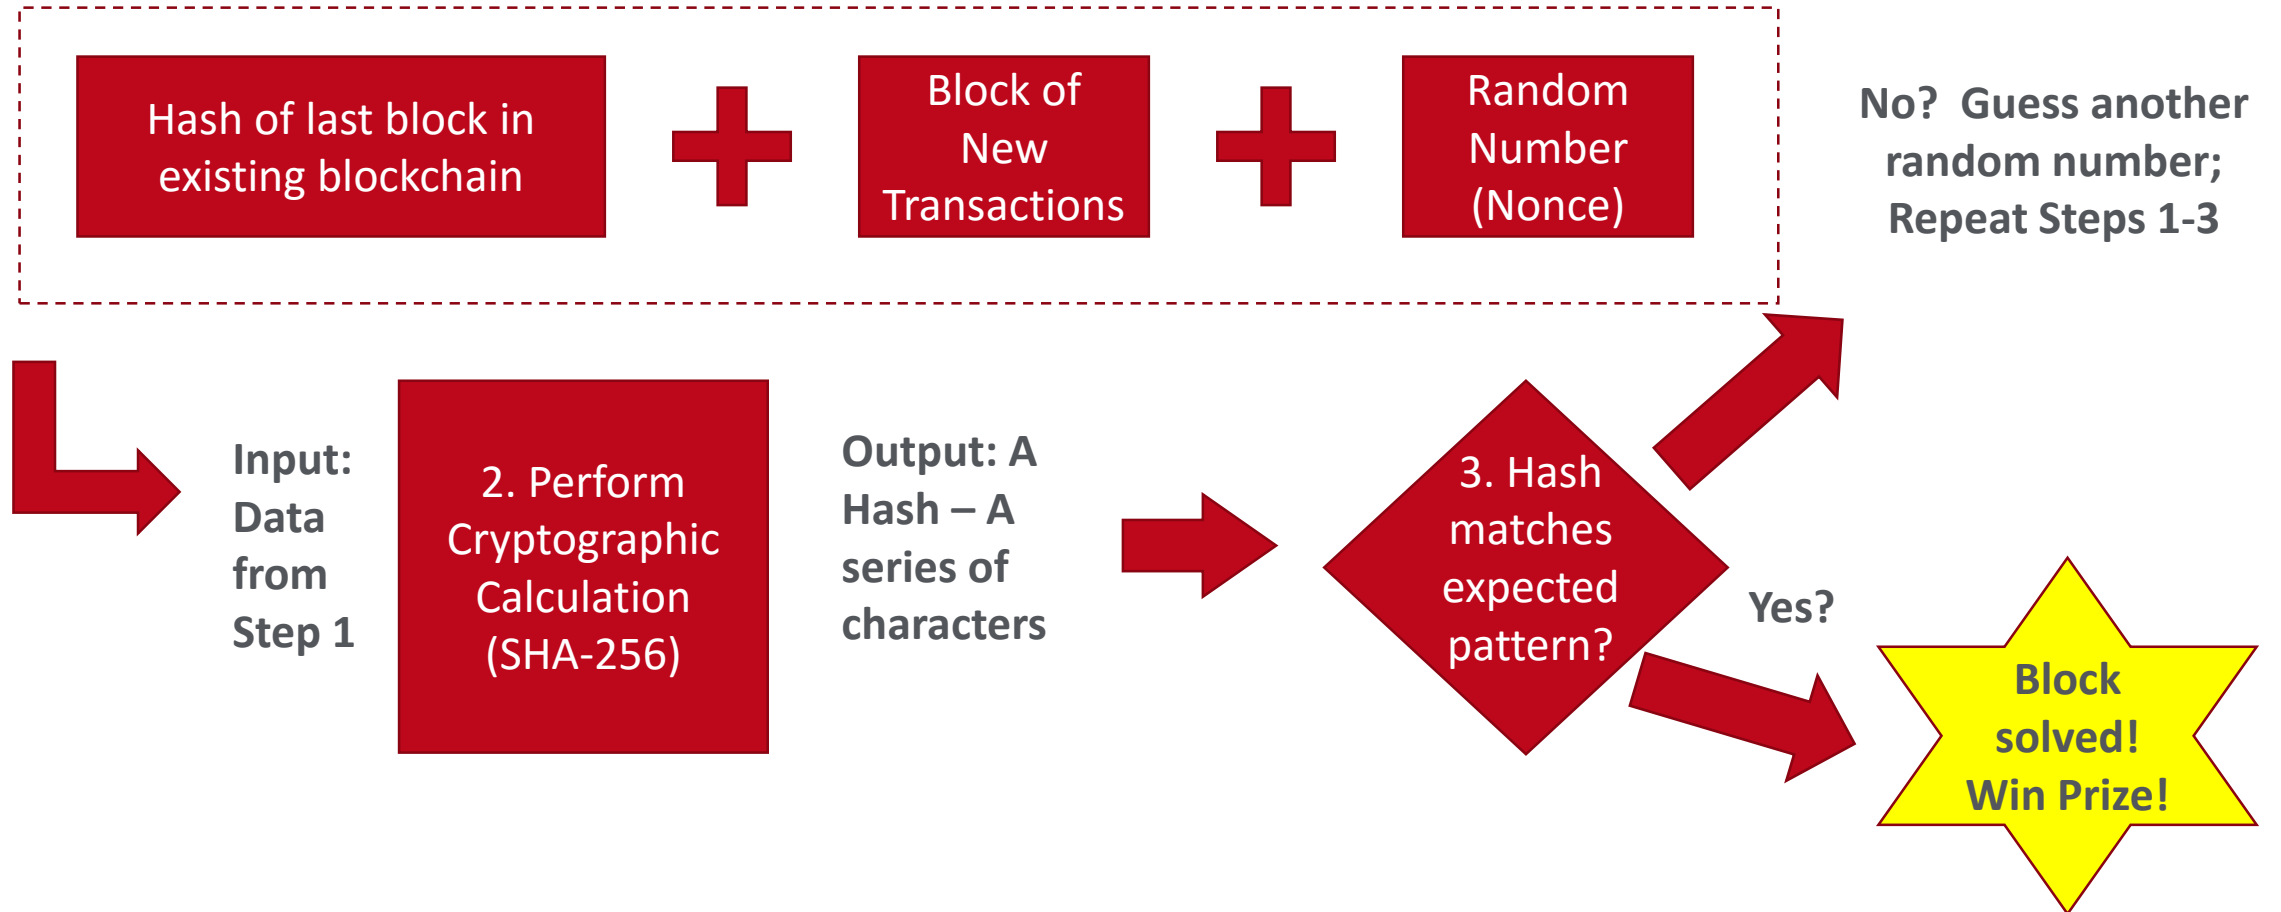 Hash of last block in
existing blockchain
Block of
New
Transactions
Random
Number
(Nonce)
No?  Guess another
random number;
Repeat Steps 1-3
Input:
Data
from
Step 1
2. Perform
Cryptographic
Calculation
(SHA-256)
Output: A
Hash – A
series of
characters
3. Hash
matches
expected
pattern?
Yes?
Block
solved!
Win Prize!